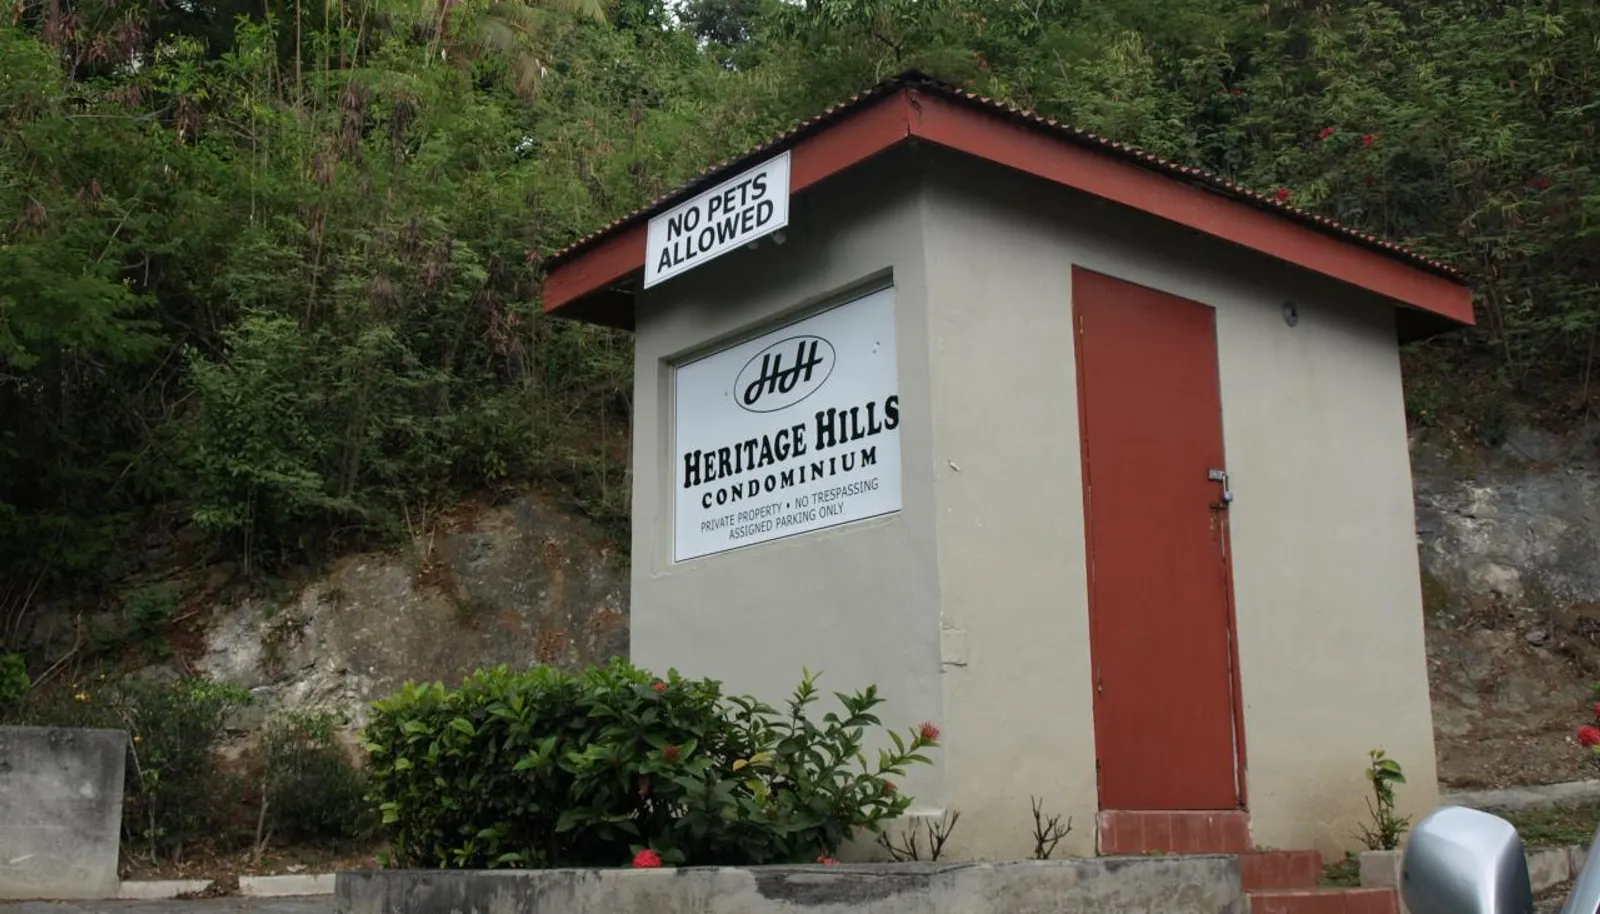 NO PETS
ALLOWED
HH
HERITAGE HILLS
CONDOMINIUM
PRIVATE PROPERTY • NO TRESPASSING
ASSIGNED PARKING ONLY